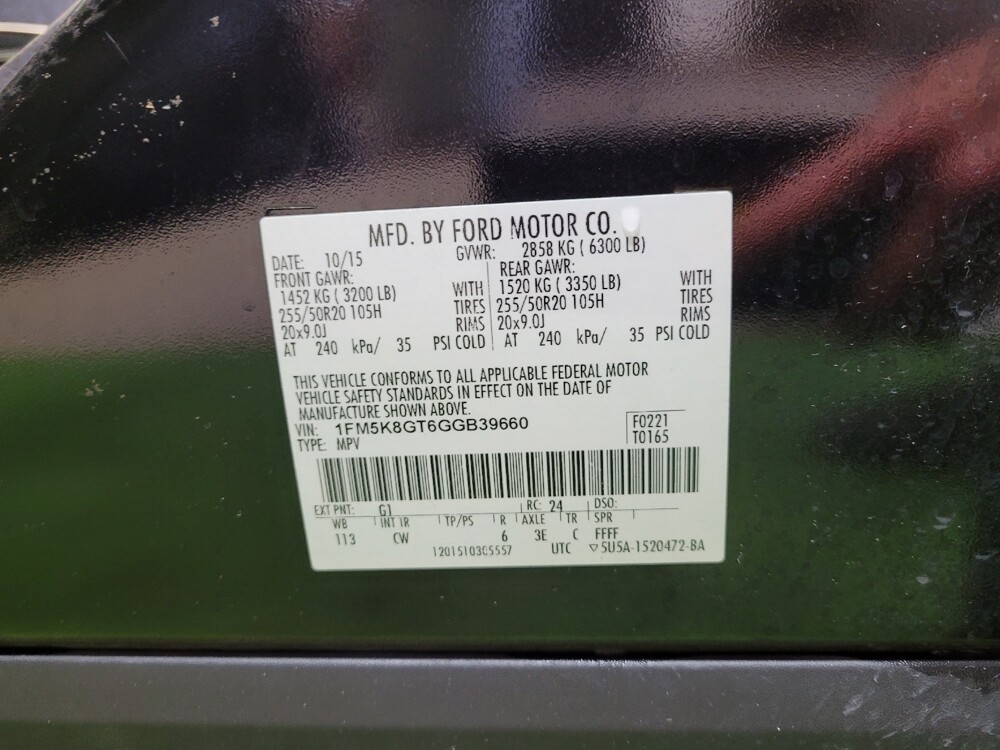 MFD. BY FORD MOTOR CO.
DATE: 10/15 GVWR: 2858 KG ( 6300 LB)
FRONT GAWR: REAR GAWR:
1452 KG ( 3200 LB) WITH 1520 KG ( 3350 LB) WITH
255/50R20 105H TIRES 255/50R20 105H TIRES
20x9.0J RIMS 20x9.0J RIMS
AT 240 kPa/ 35 PSI COLD AT 240 kPa/ 35 PSI COLD
THIS VEHICLE CONFORMS TO ALL APPLICABLE FEDERAL MOTOR
VEHICLE SAFETY STANDARDS IN EFFECT ON THE DATE OF
MANUFACTURE SHOWN ABOVE.
VIN: 1FM5K8GT6GGB39660 F0221
TYPE: MPV T0165
EXT PNT: G1 RC: 24 DSO:
WB INT TR TP/PS R AXLE TR SPR
113 CW 6 3E C FFFF
UTC ▽5U5A-1520472-BA